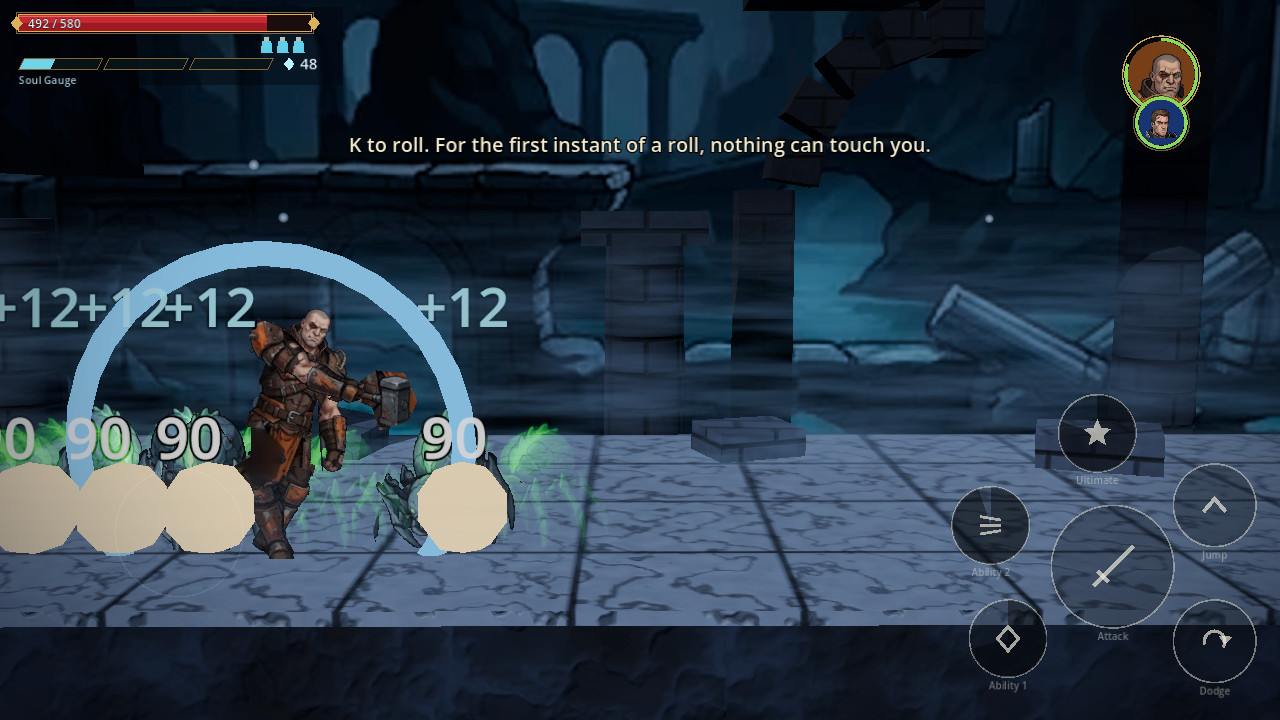 492 / 580
48
Soul Gauge
K to roll. For the first instant of a roll, nothing can touch you.
+12 +12 +12 +12
0 90 90 90
Ultimate
Ability 2
Jump
Attack
Ability 1
Dodge